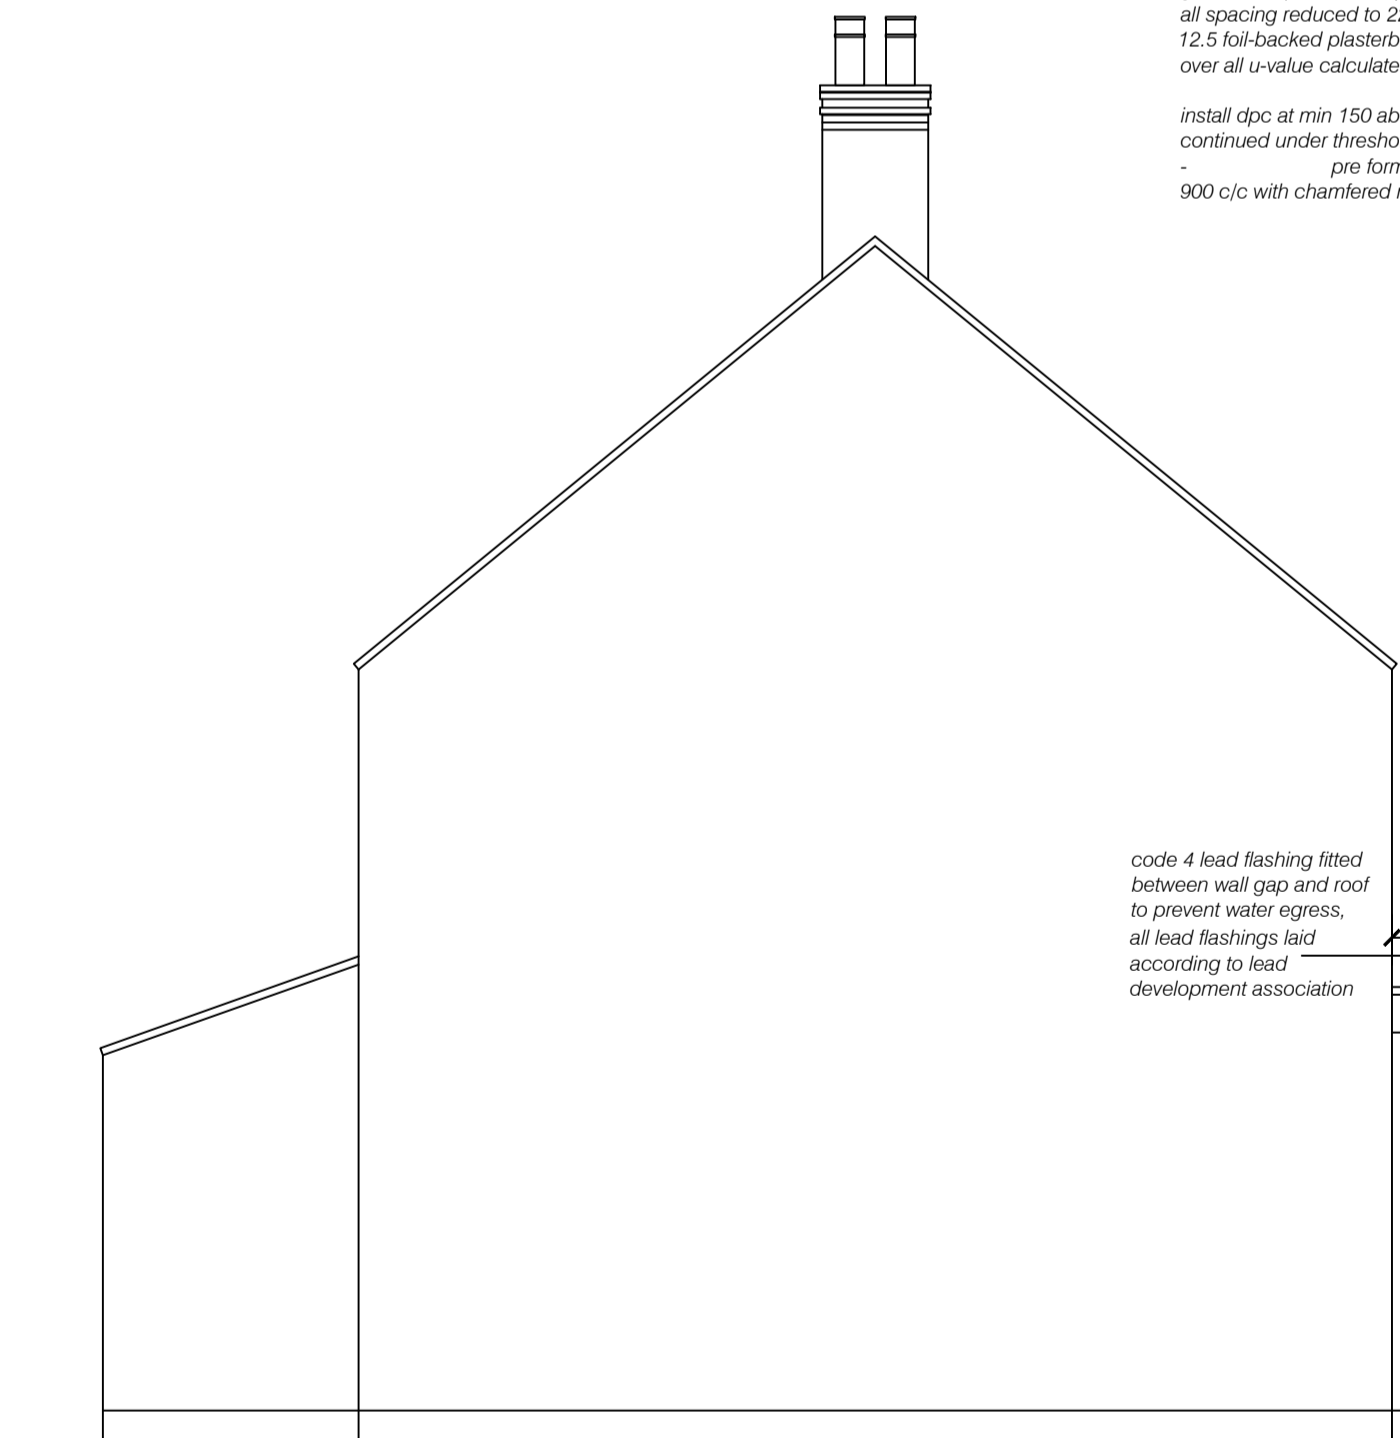 all spacing reduced to
12.5 foil-backed
over all u-value
install dpc at min 150
continued under
- pre
900 c/c with chamfered
code 4 lead flashing fitted
between wall gap and roof
to prevent water egress,
all lead flashings laid
according to lead
development association